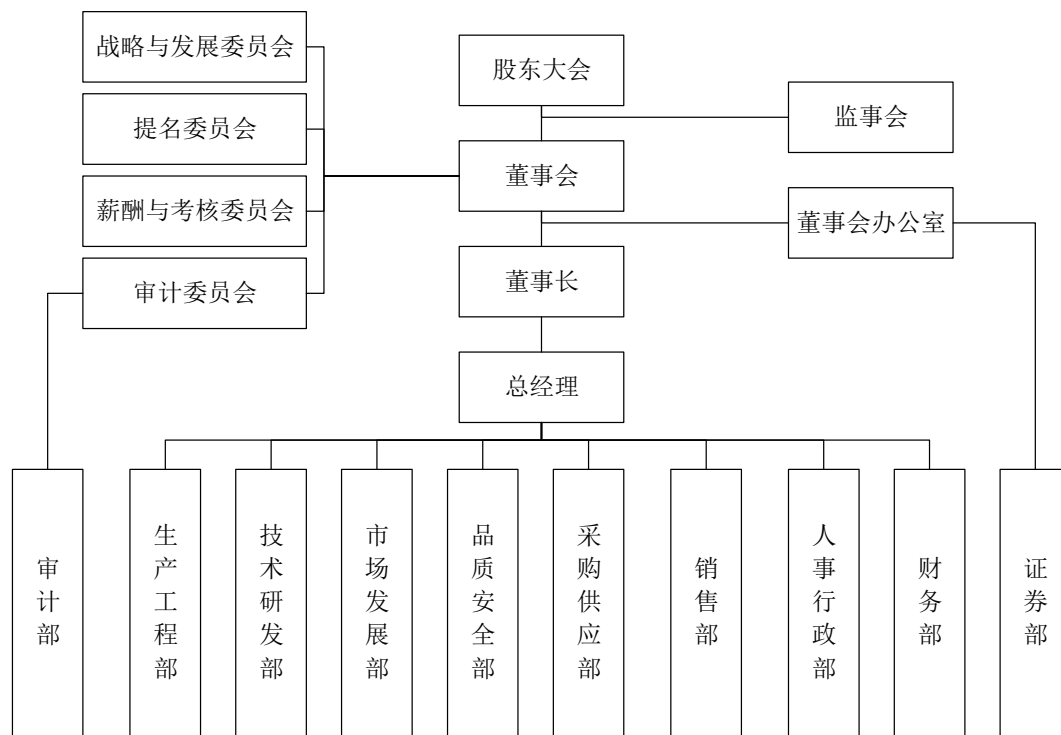 战略与发展委员会
股东大会
监事会
提名委员会
董事会
薪酬与考核委员会
董事会办公室
审计委员会
董事长
总经理
审计部
生产工程部
技术研发部
市场发展部
品质安全部
采购供应部
销售部
人事行政部
财务部
证券部